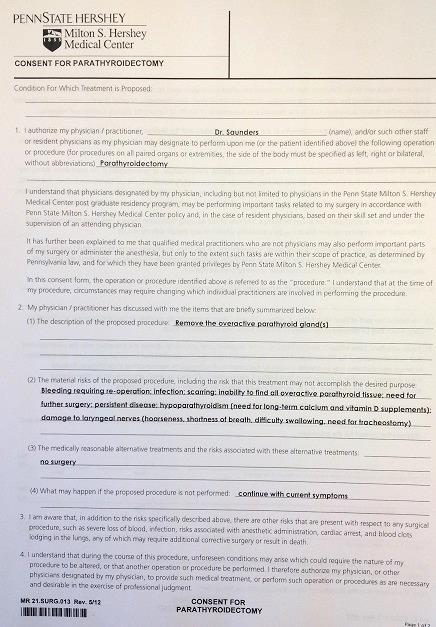 PENNSTATE HERSHEY
Milton S. Hershey
1855 Medical Center
CONSENT FOR PARATHYROIDECTOMY
Condition For Which Treatment is Proposed:
1. I authorize my physician / practitioner, Dr. Saunders (name), and/or such other staff
or resident physicians as my physician may designate to perform upon me (or the patient identified above) the following operation
or procedure (for procedures on all paired organs or extremities, the side of the body must be specified as left, right or bilateral,
without abbreviations) Parathyroidectomy
I understand that physicians designated by my physician, including but not limited to physicians in the Penn State Milton S. Hershey
Medical Center post graduate residency program, may be performing important tasks related to my surgery in accordance with
Penn State Milton S. Hershey Medical Center policy and, in the case of resident physicians, based on their skill set and under the
supervision of an attending physician.
It has further been explained to me that qualified medical practitioners who are not physicians may also perform important parts
of my surgery or administer the anesthesia, but only to the extent such tasks are within their scope of practice, as determined by
Pennsylvania law, and for which they have been granted privileges by Penn State Milton S. Hershey Medical Center.
In this consent form, the operation or procedure identified above is referred to as the "procedure." I understand that at the time of
my procedure, circumstances may require changing which individual practitioners are involved in performing the procedure.
2. My physician / practitioner has discussed with me the items that are briefly summarized below:
(1) The description of the proposed procedure: Remove the overactive parathyroid gland(s)
(2) The material risks of the proposed procedure, including the risk that this treatment may not accomplish the desired purpose:
Bleeding requiring re-operation; infection; scarring; inability to find all overactive parathyroid tissue; need for
further surgery; persistent disease; hypoparathyroidism (need for long-term calcium and vitamin D supplements);
damage to laryngeal nerves (hoarseness, shortness of breath, difficulty swallowing, need for tracheostomy)
(3) The medically reasonable alternative treatments and the risks associated with these alternative treatments:
no surgery
(4) What may happen if the proposed procedure is not performed: continue with current symptoms
3. I am aware that, in addition to the risks specifically described above, there are other risks that are present with respect to any surgical
procedure, such as severe loss of blood, infection, risks associated with anesthetic administration, cardiac arrest, and blood clots
lodging in the lungs, any of which may require additional corrective surgery or result in death.
4. I understand that during the course of this procedure, unforeseen conditions may arise which could require the nature of my
procedure to be altered, or that another operation or procedure be performed. I therefore authorize my physician, or other
physicians designated by my physician, to provide such medical treatment, or perform such operation or procedures as are necessary
and desirable in the exercise of professional judgment.
MR 21.SURG.013 Rev. 5/12
CONSENT FOR
PARATHYROIDECTOMY
Page 1 of 2